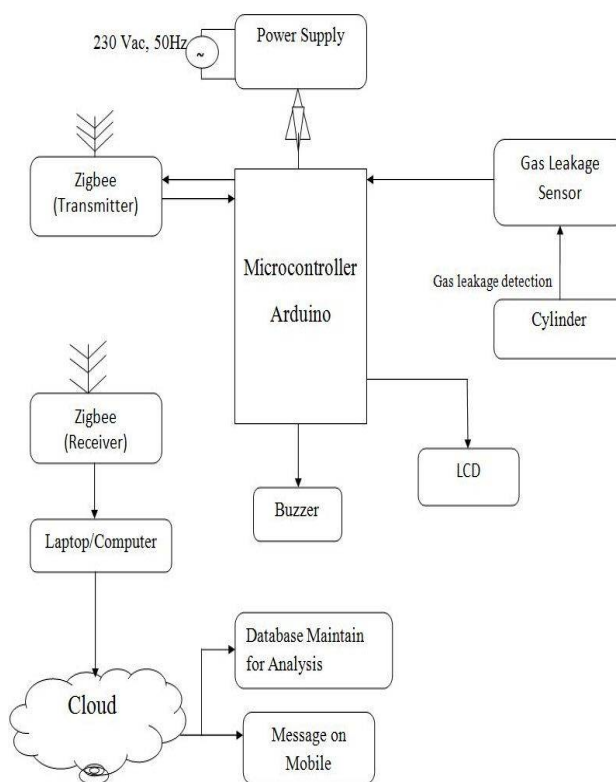 230 Vac, 50Hz
~
Power Supply
Zigbee
(Transmitter)
Gas Leakage
Sensor
Microcontroller
Arduino
Gas leakage detection
Cylinder
Zigbee
(Receiver)
LCD
Buzzer
Laptop/Computer
Database Maintain
for Analysis
Cloud
Message on
Mobile